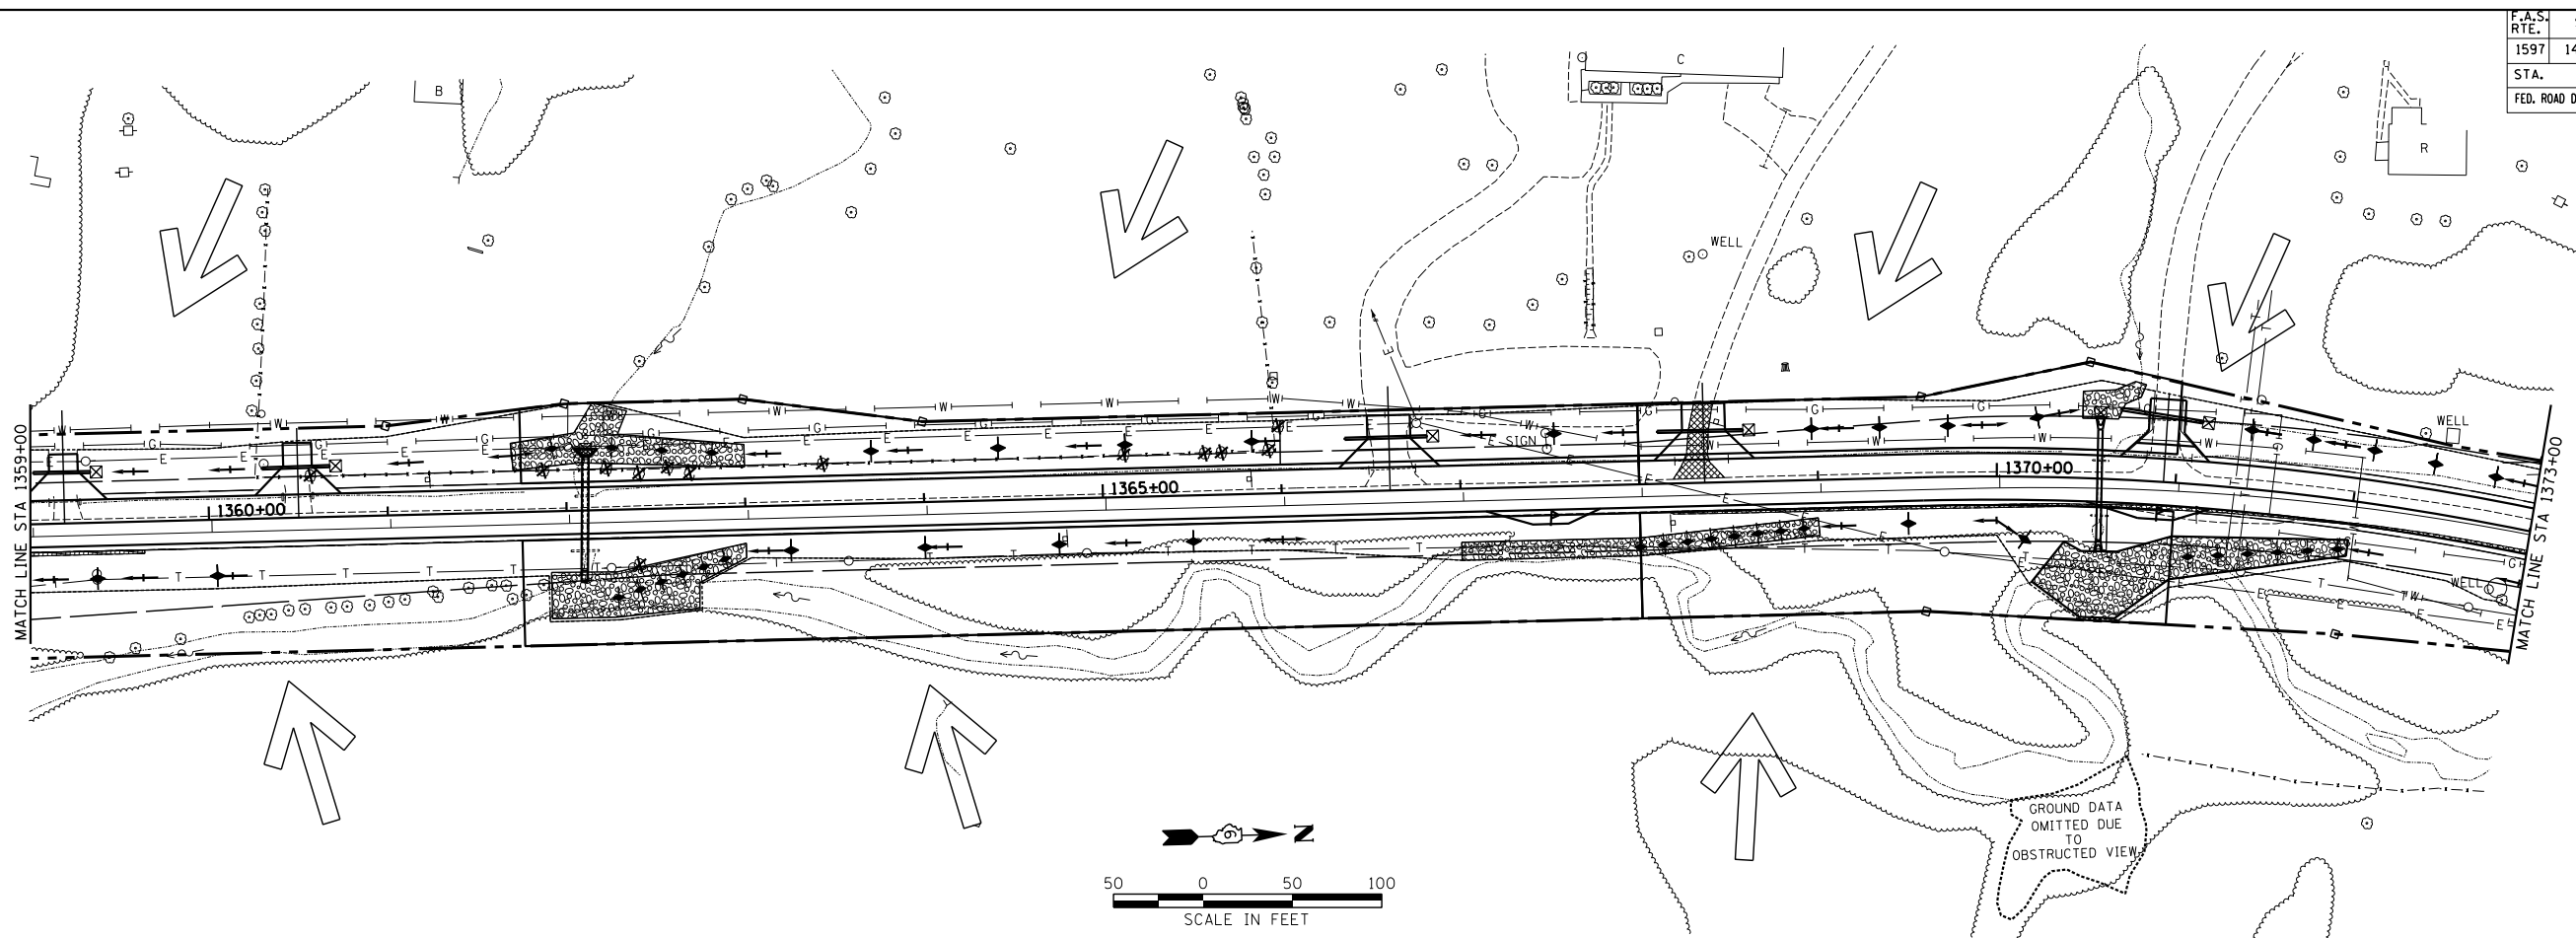 F.A.S.
RTE.
1597 14
STA.
FED. ROAD D
B
C
R
WELL
WELL
WELL
E SIGN
MATCH LINE STA 1359+00
1360+00
1365+00
1370+00
MATCH LINE STA 1373+00
W W W W W W W W W W W W
G G G G G G G G G G G
E E E E E E E E E E
T T T T T T T T T T
GROUND DATA
OMITTED DUE
TO
OBSTRUCTED VIEW
N
50 0 50 100
SCALE IN FEET